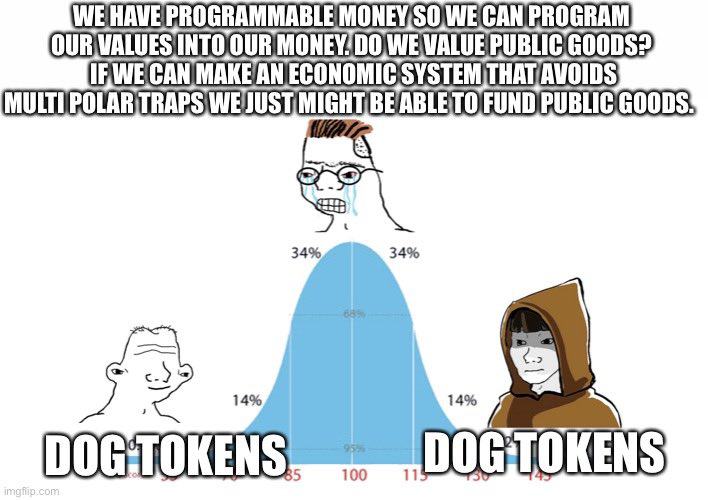 WE HAVE PROGRAMMABLE MONEY SO WE CAN PROGRAM
OUR VALUES INTO OUR MONEY. DO WE VALUE PUBLIC GOODS?
IF WE CAN MAKE AN ECONOMIC SYSTEM THAT AVOIDS
MULTI POLAR TRAPS WE JUST MIGHT BE ABLE TO FUND PUBLIC GOODS.
34% 34%
68%
14% 14%
95%
DOG TOKENS DOG TOKENS
85 100 115 130 145
imgflip.com